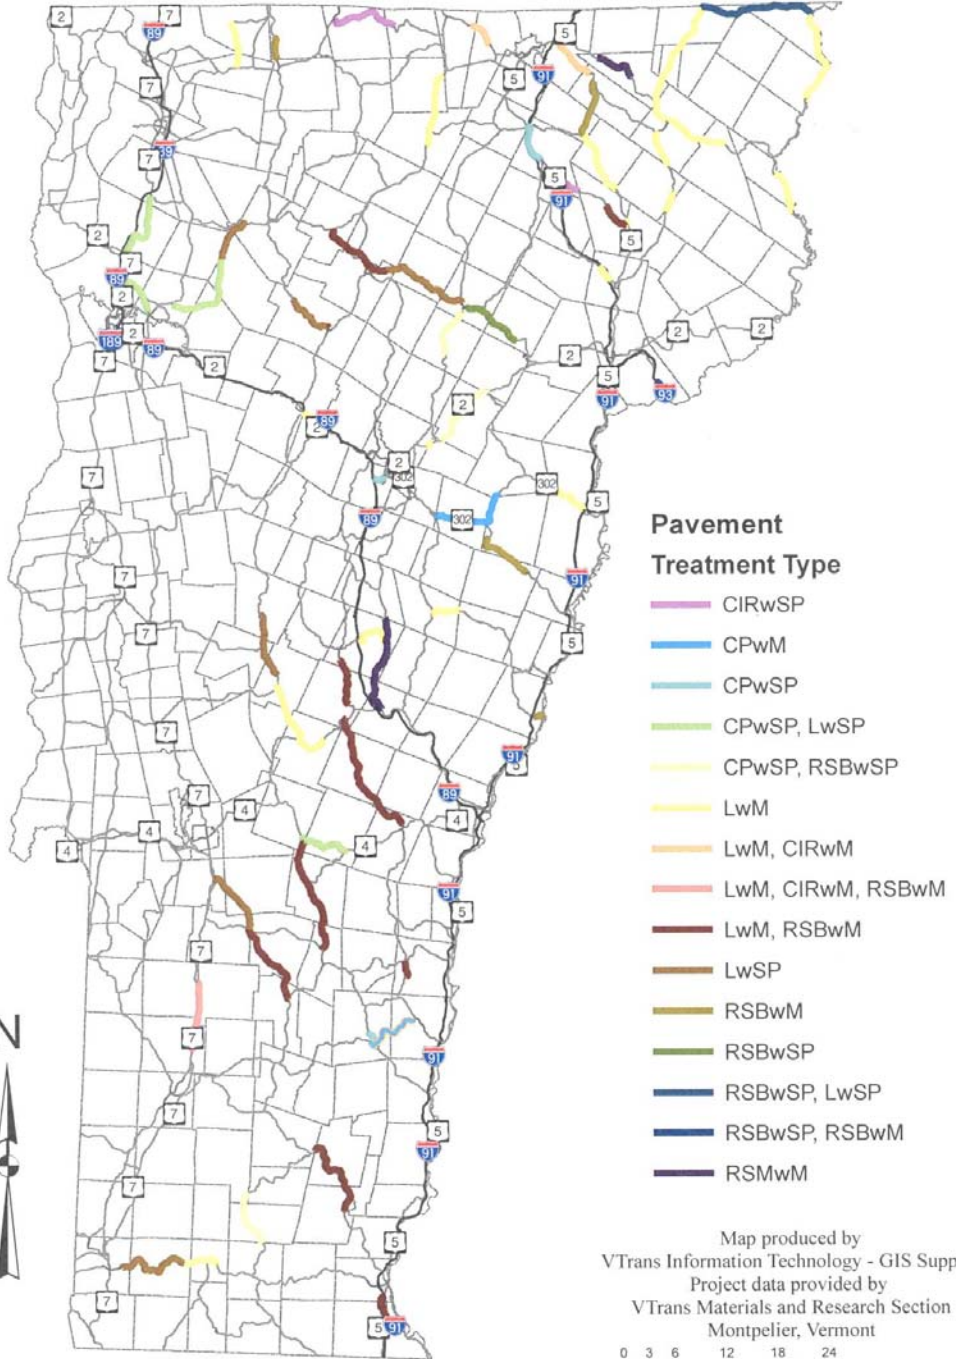 2
7
89
7
5
5
91
7
89
5
91
2
7
89
2
5
2
189
89
7
2
2
2
2
5
91
93
2
89
2
2
302
7
302
5
89
302
91
7
7
5
7
91
5
7
4
89
4
4
4
4
91
5
7
7
91
7
5
91
7
5
7
5
91
N
Pavement
Treatment Type
CIRwSP
CPwM
CPwSP
CPwSP, LwSP
CPwSP, RSBwSP
LwM
LwM, CIRwM
LwM, CIRwM, RSBwM
LwM, RSBwM
LwSP
RSBwM
RSBwSP
RSBwSP, LwSP
RSBwSP, RSBwM
RSMwM
Map produced by
VTrans Information Technology - GIS Supp
Project data provided by
VTrans Materials and Research Section
Montpelier, Vermont
0 3 6 12 18 24